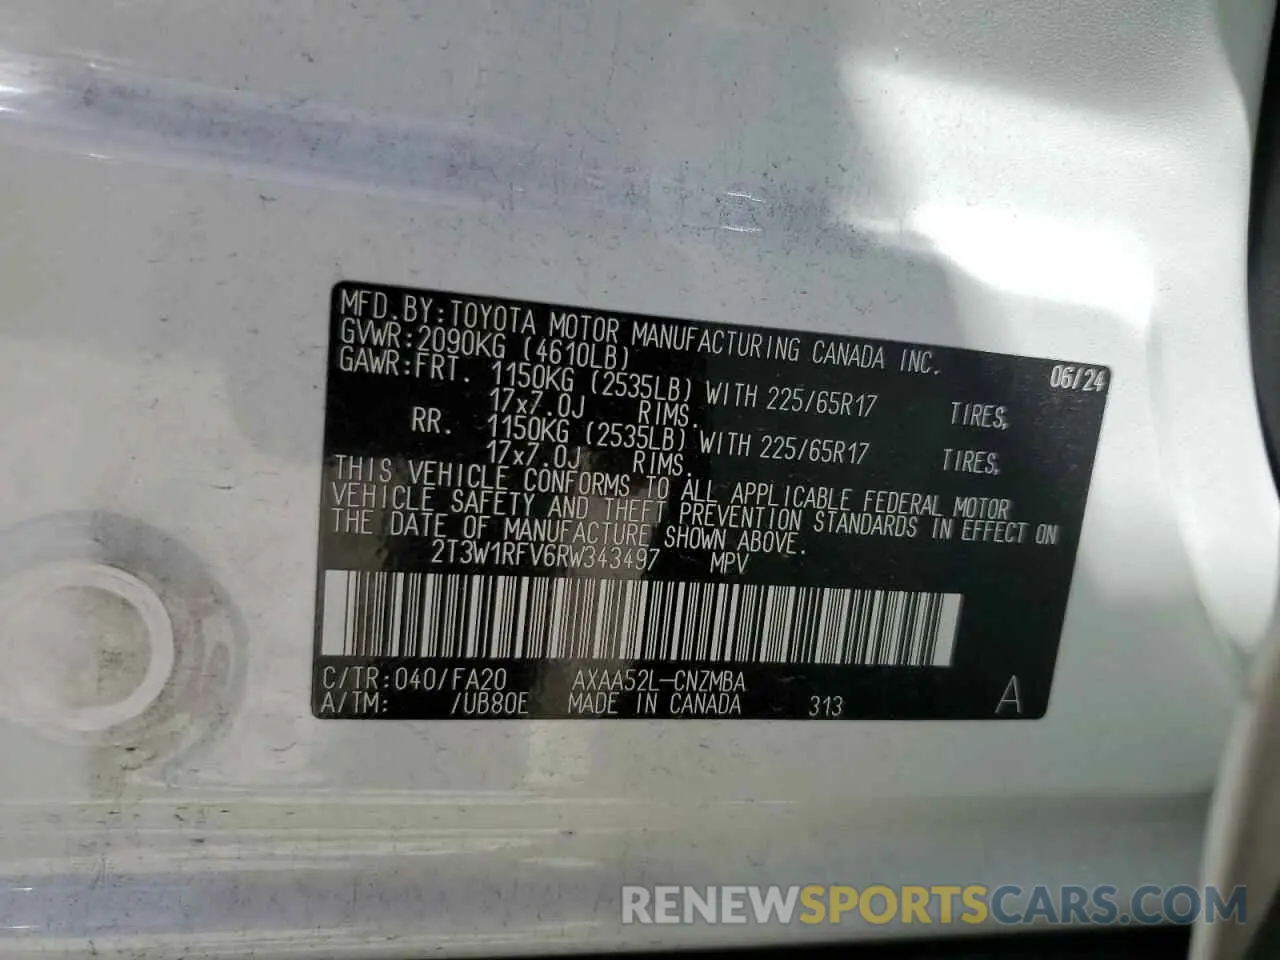 MFD.BY:TOYOTA MOTOR MANUFACTURING CANADA INC.
GVWR:2090KG (4610LB) 06/24
GAWR:FRT. 1150KG (2535LB) WITH 225/65R17 TIRES,
17x7.0J RIMS.
RR. 1150KG (2535LB) WITH 225/65R17 TIRES,
17x7.0J RIMS.
THIS VEHICLE CONFORMS TO ALL APPLICABLE FEDERAL MOTOR
VEHICLE SAFETY AND THEFT PREVENTION STANDARDS IN EFFECT ON
THE DATE OF MANUFACTURE SHOWN ABOVE.
2T3W1RFV6RW343497 MPV
C/TR:040/FA20 AXAA52L-CNZMBA
A/TM: /UB80E MADE IN CANADA 313 A
RENEWSPORTSCARS.COM